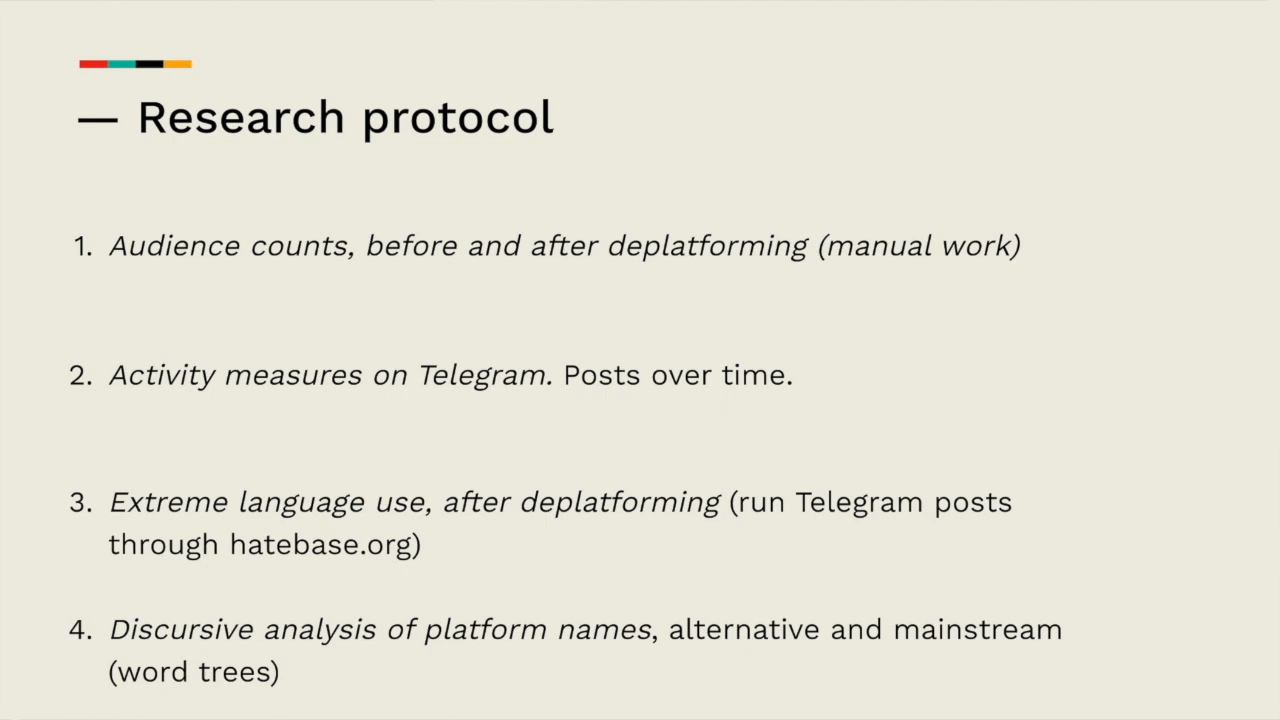 — Research protocol
1. Audience counts, before and after deplatforming (manual work)
2. Activity measures on Telegram. Posts over time.
3. Extreme language use, after deplatforming (run Telegram posts
through hatebase.org)
4. Discursive analysis of platform names, alternative and mainstream
(word trees)